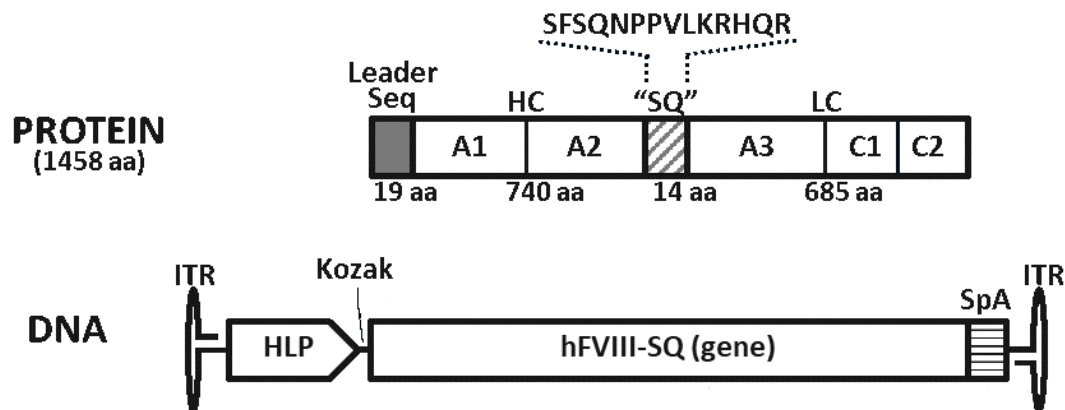 SFSQNPPVLKRHQR
Leader
Seq
HC
“SQ”
LC
PROTEIN
(1458 aa)
A1
A2
A3
C1
C2
19 aa
740 aa
14 aa
685 aa
ITR
Kozak
ITR
SpA
DNA
HLP
hFVIII-SQ (gene)